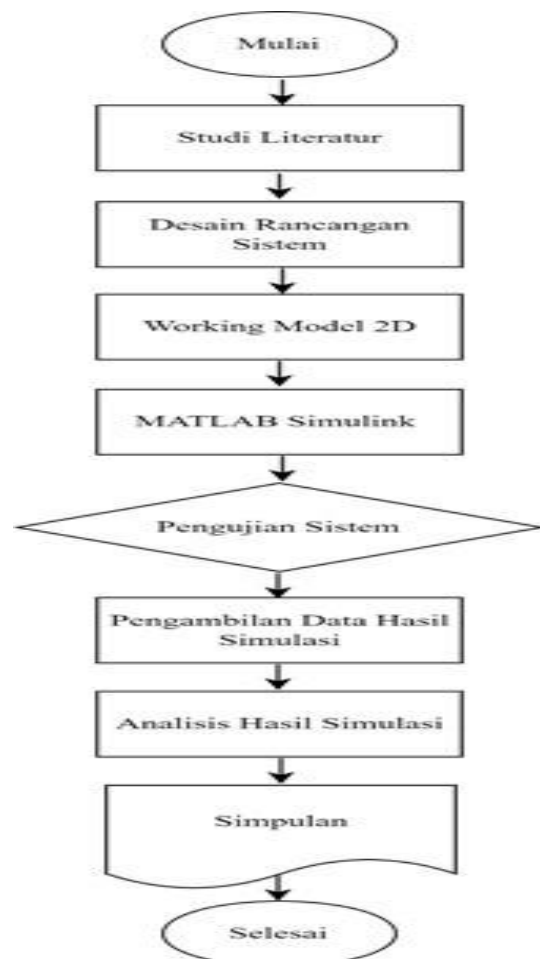 Mulai
Studi Literatur
Desain Rancangan
Sistem
Working Model 2D
MATLAB Simulink
Pengujian Sistem
Pengambilan Data Hasil
Simulasi
Analisis Hasil Simulasi
Simpulan
Selesai